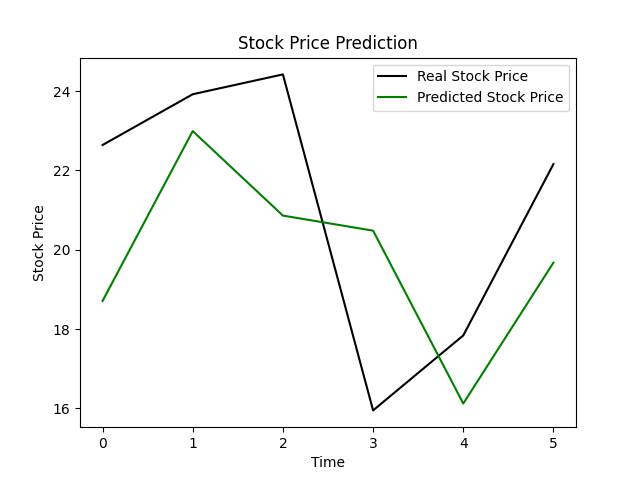 Stock Price Prediction
Real Stock Price
Predicted Stock Price
Stock Price
24
22
20
18
16
0 1 2 3 4 5
Time